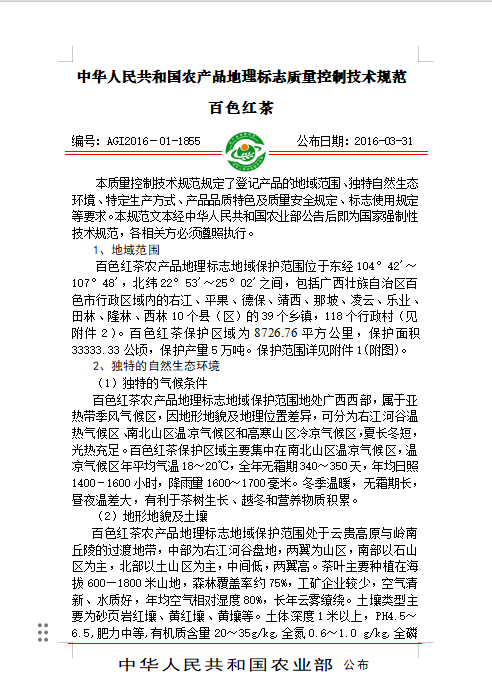 中华人民共和国农产品地理标志质量控制技术规范
百色红茶
编号：AGI2016－01-1855 公布日期：2016-03-31
本质量控制技术规范规定了登记产品的地域范围、独特自然生态
环境、特定生产方式、产品品质特色及质量安全规定、标志使用规定
等要求。本规范文本经中华人民共和国农业部公告后即为国家强制性
技术规范，各相关方必须遵照执行。
1、地域范围
百色红茶农产品地理标志地域保护范围位于东经 104°42′～
107°48′，北纬 22°53′～25°02′之间，包括广西壮族自治区百
色市行政区域内的右江、平果、德保、靖西、那坡、凌云、乐业、
田林、隆林、西林 10 个县（区）的 39 个乡镇，118 个行政村（见
附件 2）。百色红茶保护区域为 8726.76 平方公里，保护面积
33333.33 公顷，保护产量 5 万吨。保护范围详见附件 1(附图)。
2、独特的自然生态环境
（1）独特的气候条件
百色红茶农产品地理标志地域保护范围地处广西西部，属于亚
热带季风气候区，因地形地貌及地理位置差异，可分为右江河谷温
热气候区、南北山区温凉气候区和高寒山区冷凉气候区，夏长冬短，
光热充足。百色红茶保护区域主要集中在南北山区温凉气候区，温
凉气候区年平均气温 18～20℃，全年无霜期 340～350 天，年均日照
1400－1600 小时，降雨量 1600～1700 毫米。冬季温暖，无霜期长，
昼夜温差大，有利于茶树生长、越冬和营养物质积累。
（2）地形地貌及土壤
百色红茶农产品地理标志地域保护范围处于云贵高原与岭南
丘陵的过渡地带，中部为右江河谷盆地，两翼为山区，南部以石山
区为主，北部以土山区为主，中间低，两翼高。茶叶主要种植在海
拔 600－1800 米山地，森林覆盖率约 75%，工矿企业较少，空气清
新、水质好，年均空气相对湿度 80%，长年云雾缭绕。土壤类型主
要为砂页岩红壤、黄红壤、黄壤等。土体深度 1 米以上，PH4.5～
6.5,肥力中等,有机质含量 20～35g/kg,全氮 0.6～1.0 g/kg,全磷
中华人民共和国农业部 公布